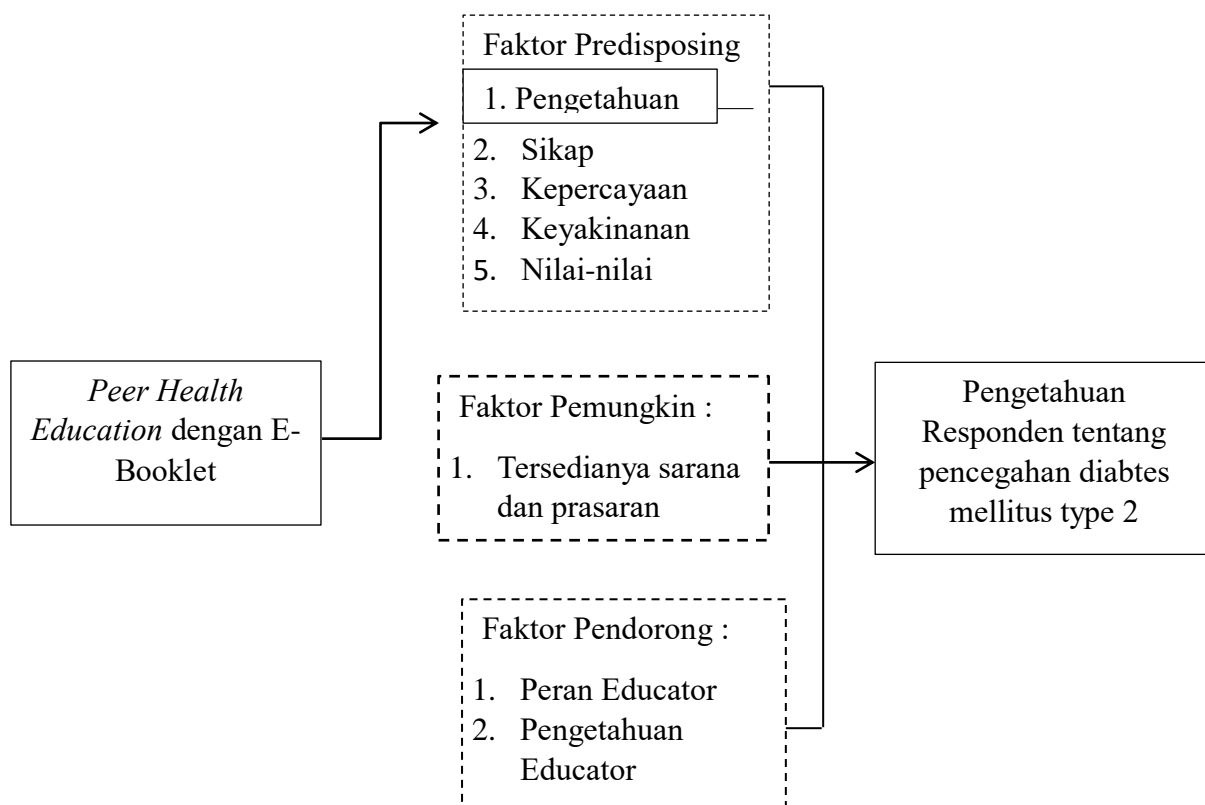 Faktor Predisposing
1. Pengetahuan
2. Sikap
3. Kepercayaan
4. Keyakinanan
5. Nilai-nilai
Peer Health
Education dengan E-
Booklet
Faktor Pemungkin :
1. Tersedianya sarana
dan prasaran
Pengetahuan
Responden tentang
pencegahan diabtes
mellitus type 2
Faktor Pendorong :
1. Peran Educator
2. Pengetahuan
Educator